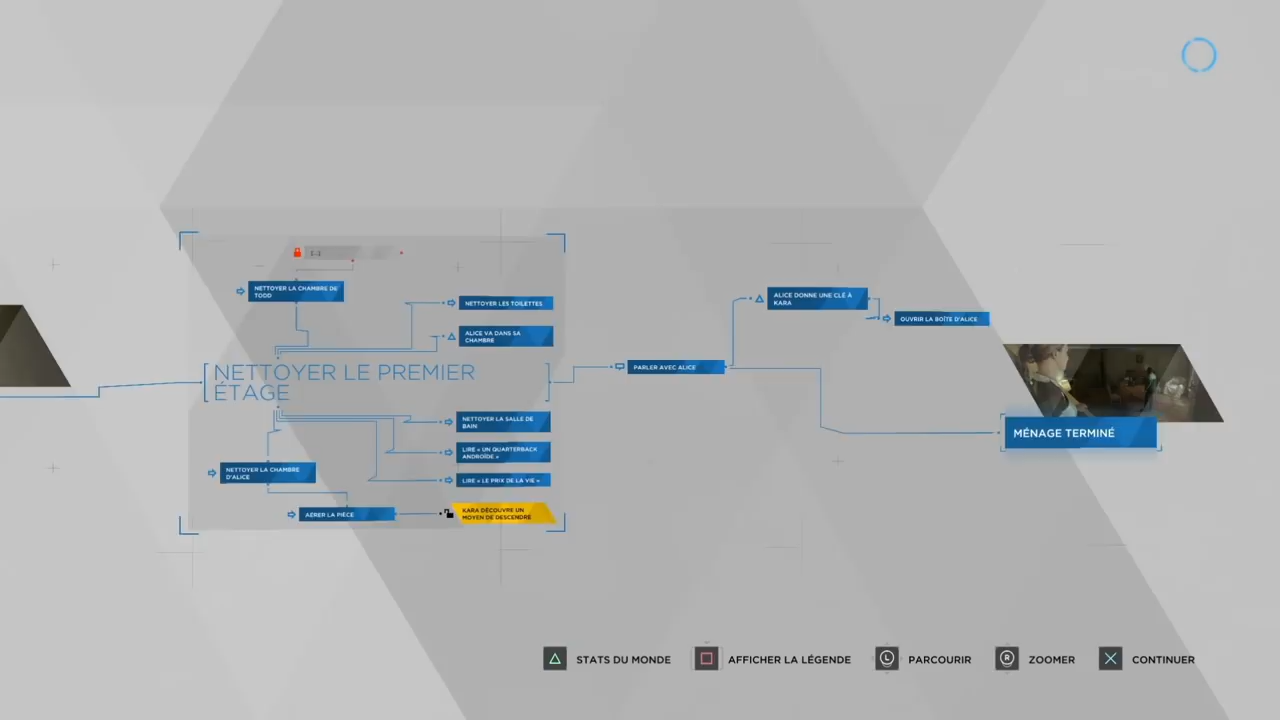 [...]
NETTOYER LA CHAMBRE DE
TODD
NETTOYER LES TOILETTES
ALICE VA DANS SA
CHAMBRE
NETTOYER LE PREMIER
ÉTAGE
NETTOYER LA SALLE DE
BAIN
LIRE « UN QUARTERBACK
ANDROÏDE »
NETTOYER LA CHAMBRE
D'ALICE
LIRE « LE PRIX DE LA VIE »
AÉRER LA PIÈCE
KARA DÉCOUVRE UN
MOYEN DE DESCENDRE
PARLER AVEC ALICE
ALICE DONNE UNE CLÉ À
KARA
OUVRIR LA BOÎTE D'ALICE
MÉNAGE TERMINÉ
STATS DU MONDE
AFFICHER LA LÉGENDE
L PARCOURIR
R ZOOMER
CONTINUER